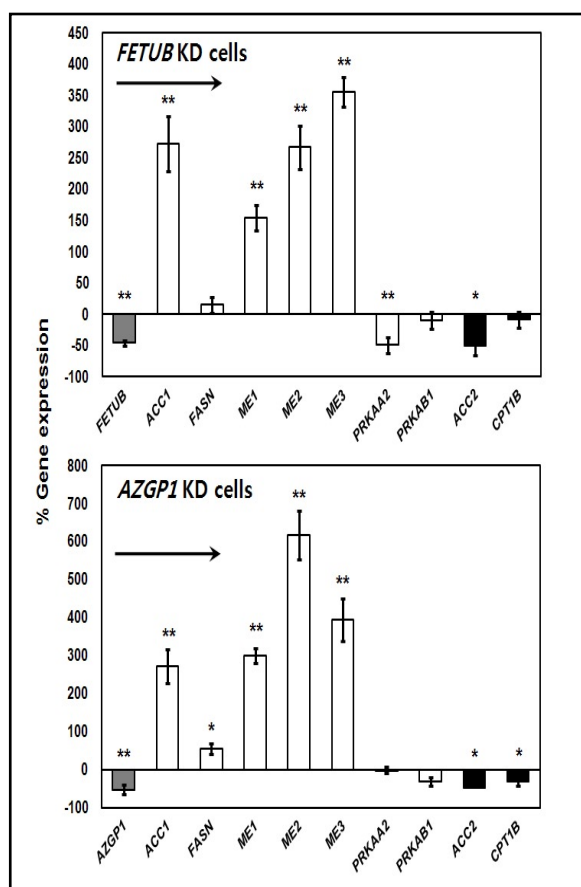 % Gene expression
FETUB KD cells
450
400
350
300
250
200
150
100
50
0
-50
-100
**
**
**
**
**
**
*
FETUB
ACC1
FASN
ME1
ME2
ME3
PRKAA2
PRKAB1
ACC2
CPT1B
AZGP1 KD cells
800
700
600
500
400
300
200
100
0
-100
**
**
*
**
**
**
*
*
AZGP1
ACC1
FASN
ME1
ME2
ME3
PRKAA2
PRKAB1
ACC2
CPT1B